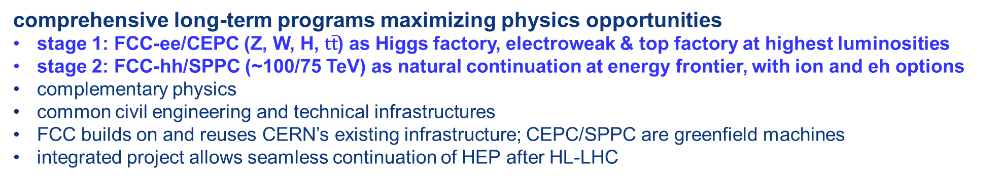 comprehensive long-term programs maximizing physics opportunities
• stage 1: FCC-ee/CEPC (Z, W, H, tt̄) as Higgs factory, electroweak & top factory at highest luminosities
• stage 2: FCC-hh/SPPC (~100/75 TeV) as natural continuation at energy frontier, with ion and eh options
• complementary physics
• common civil engineering and technical infrastructures
• FCC builds on and reuses CERN’s existing infrastructure; CEPC/SPPC are greenfield machines
• integrated project allows seamless continuation of HEP after HL-LHC